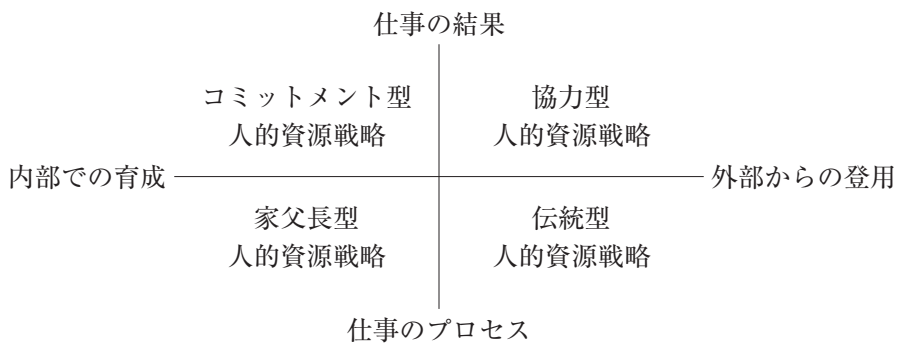 仕事の結果
コミットメント型
人的資源戦略
協力型
人的資源戦略
内部での育成
外部からの登用
家父長型
人的資源戦略
伝統型
人的資源戦略
仕事のプロセス